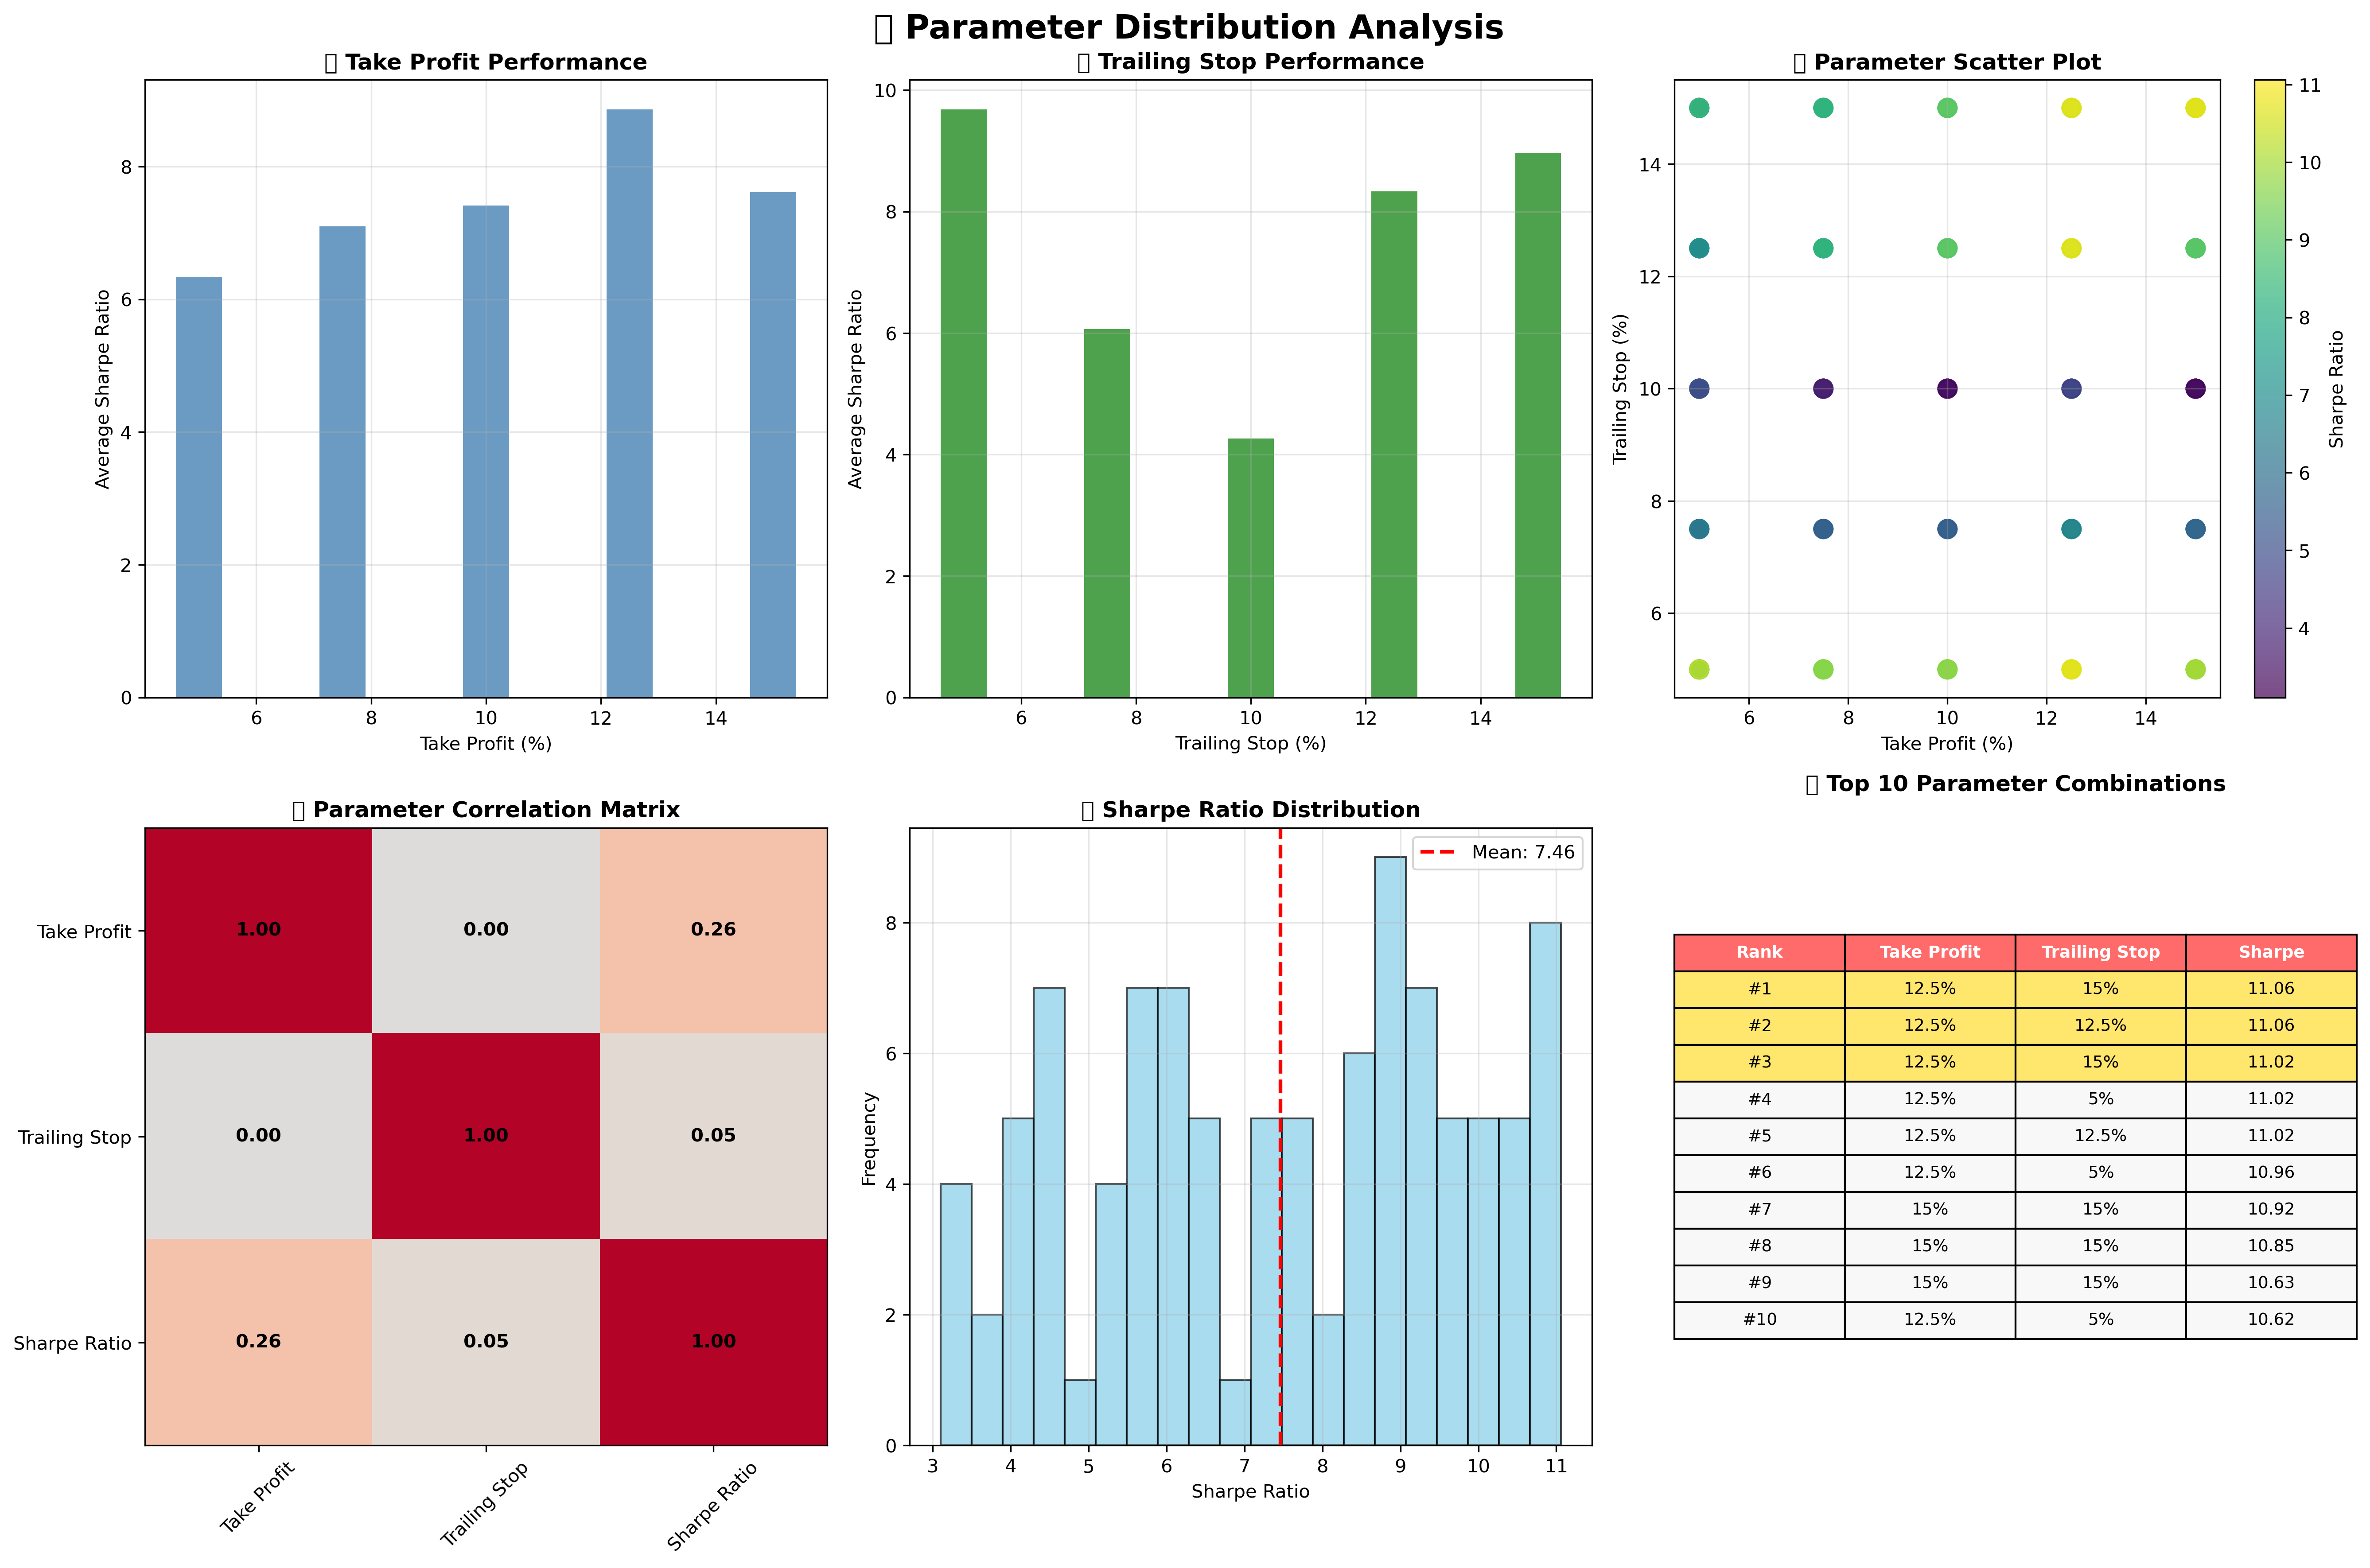 Parameter Distribution Analysis
Take Profit Performance
Average Sharpe Ratio
8
6
4
2
0
6 8 10 12 14
Take Profit (%)
Trailing Stop Performance
Average Sharpe Ratio
10
8
6
4
2
0
6 8 10 12 14
Trailing Stop (%)
Parameter Scatter Plot
Trailing Stop (%)
14
12
10
8
6
6 8 10 12 14
Take Profit (%)
11
10
9
8
7
6
5
4
Sharpe Ratio
Parameter Correlation Matrix
Take Profit 1.00 0.00 0.26
Trailing Stop 0.00 1.00 0.05
Sharpe Ratio 0.26 0.05 1.00
Take Profit Trailing Stop Sharpe Ratio
Sharpe Ratio Distribution
Mean: 7.46
Frequency
8
6
4
2
0
3 4 5 6 7 8 9 10 11
Sharpe Ratio
Top 10 Parameter Combinations
Rank Take Profit Trailing Stop Sharpe
#1 12.5% 15% 11.06
#2 12.5% 12.5% 11.06
#3 12.5% 15% 11.02
#4 12.5% 5% 11.02
#5 12.5% 12.5% 11.02
#6 12.5% 5% 10.96
#7 15% 15% 10.92
#8 15% 15% 10.85
#9 15% 15% 10.63
#10 12.5% 5% 10.62